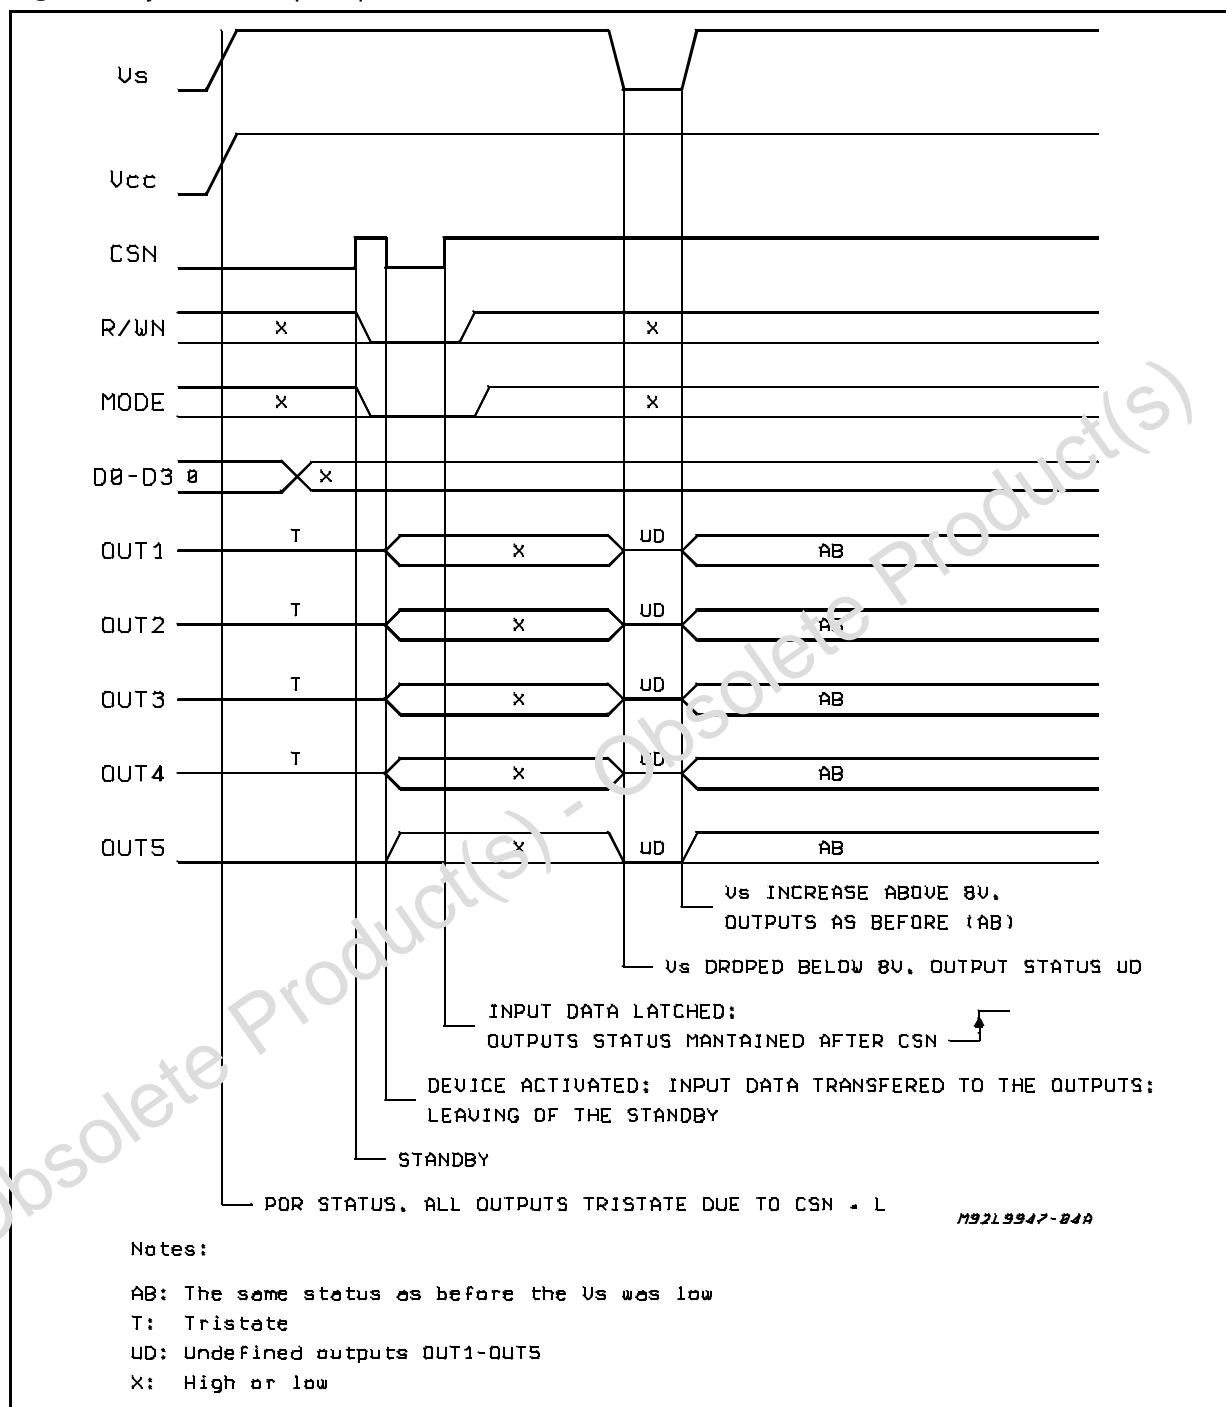 Vs
Vcc
CSN
R/WN X X
MODE X X
D0-D3 0 X
OUT1 T X UD AB
OUT2 T X UD
OUT3 T X UD AB
OUT4 T X UD AB
OUT5 X UD AB
Vs INCREASE ABOVE 8V.
OUTPUTS AS BEFORE (AB)
Vs DROPED BELOW 8V. OUTPUT STATUS UD
INPUT DATA LATCHED:
OUTPUTS STATUS MANTAINED AFTER CSN
DEVICE ACTIVATED: INPUT DATA TRANSFERED TO THE OUTPUTS:
LEAVING OF THE STANDBY
STANDBY
POR STATUS. ALL OUTPUTS TRISTATE DUE TO CSN = L
M92L9947-04A
Notes:
AB: The same status as before the Vs was low
T: Tristate
UD: Undefined outputs OUT1-OUT5
X: High or low
Obsolete Product(s) - Obsolete Product(s)